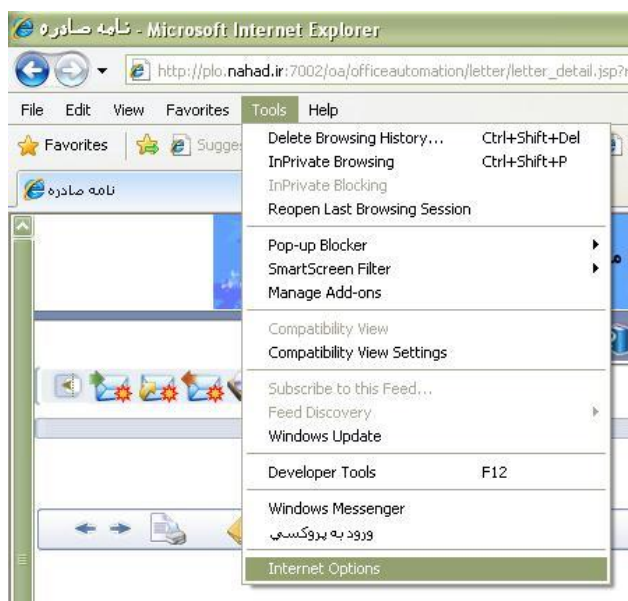 نامه صادره - Microsoft Internet Explorer
http://plo.nahad.ir:7002/oa/officeautomation/letter/letter_detail.jsp?
File Edit View Favorites Tools Help
Favorites
نامه صادره
Delete Browsing History... Ctrl+Shift+Del
InPrivate Browsing Ctrl+Shift+P
InPrivate Blocking
Reopen Last Browsing Session
Pop-up Blocker
SmartScreen Filter
Manage Add-ons
Compatibility View
Compatibility View Settings
Subscribe to this Feed...
Feed Discovery
Windows Update
Developer Tools F12
Windows Messenger
ورود به پروکسي
Internet Options